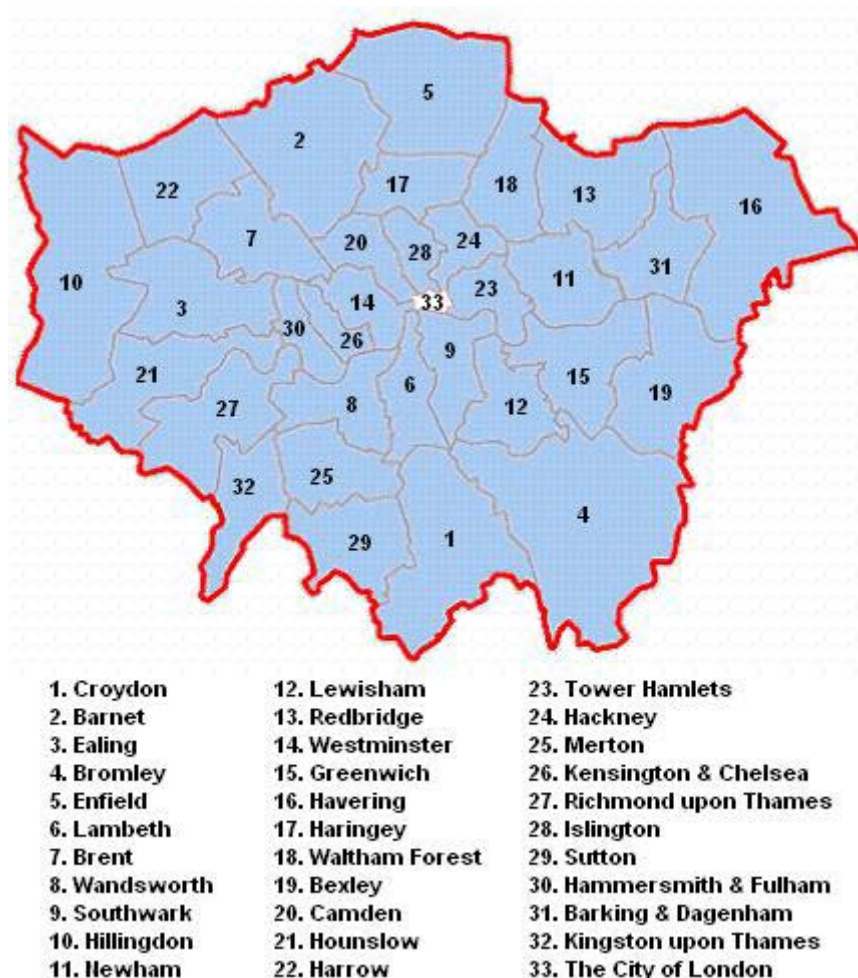 5
2
17
18
13
22
16
7
20
28
24
31
10
11
3
14
23
33
30
26
9
21
15
27
8
6
12
19
25
32
4
29
1
1. Croydon
2. Barnet
3. Ealing
4. Bromley
5. Enfield
6. Lambeth
7. Brent
8. Wandsworth
9. Southwark
10. Hillingdon
11. Newham
12. Lewisham
13. Redbridge
14. Westminster
15. Greenwich
16. Havering
17. Haringey
18. Waltham Forest
19. Bexley
20. Camden
21. Hounslow
22. Harrow
23. Tower Hamlets
24. Hackney
25. Merton
26. Kensington & Chelsea
27. Richmond upon Thames
28. Islington
29. Sutton
30. Hammersmith & Fulham
31. Barking & Dagenham
32. Kingston upon Thames
33. The City of London